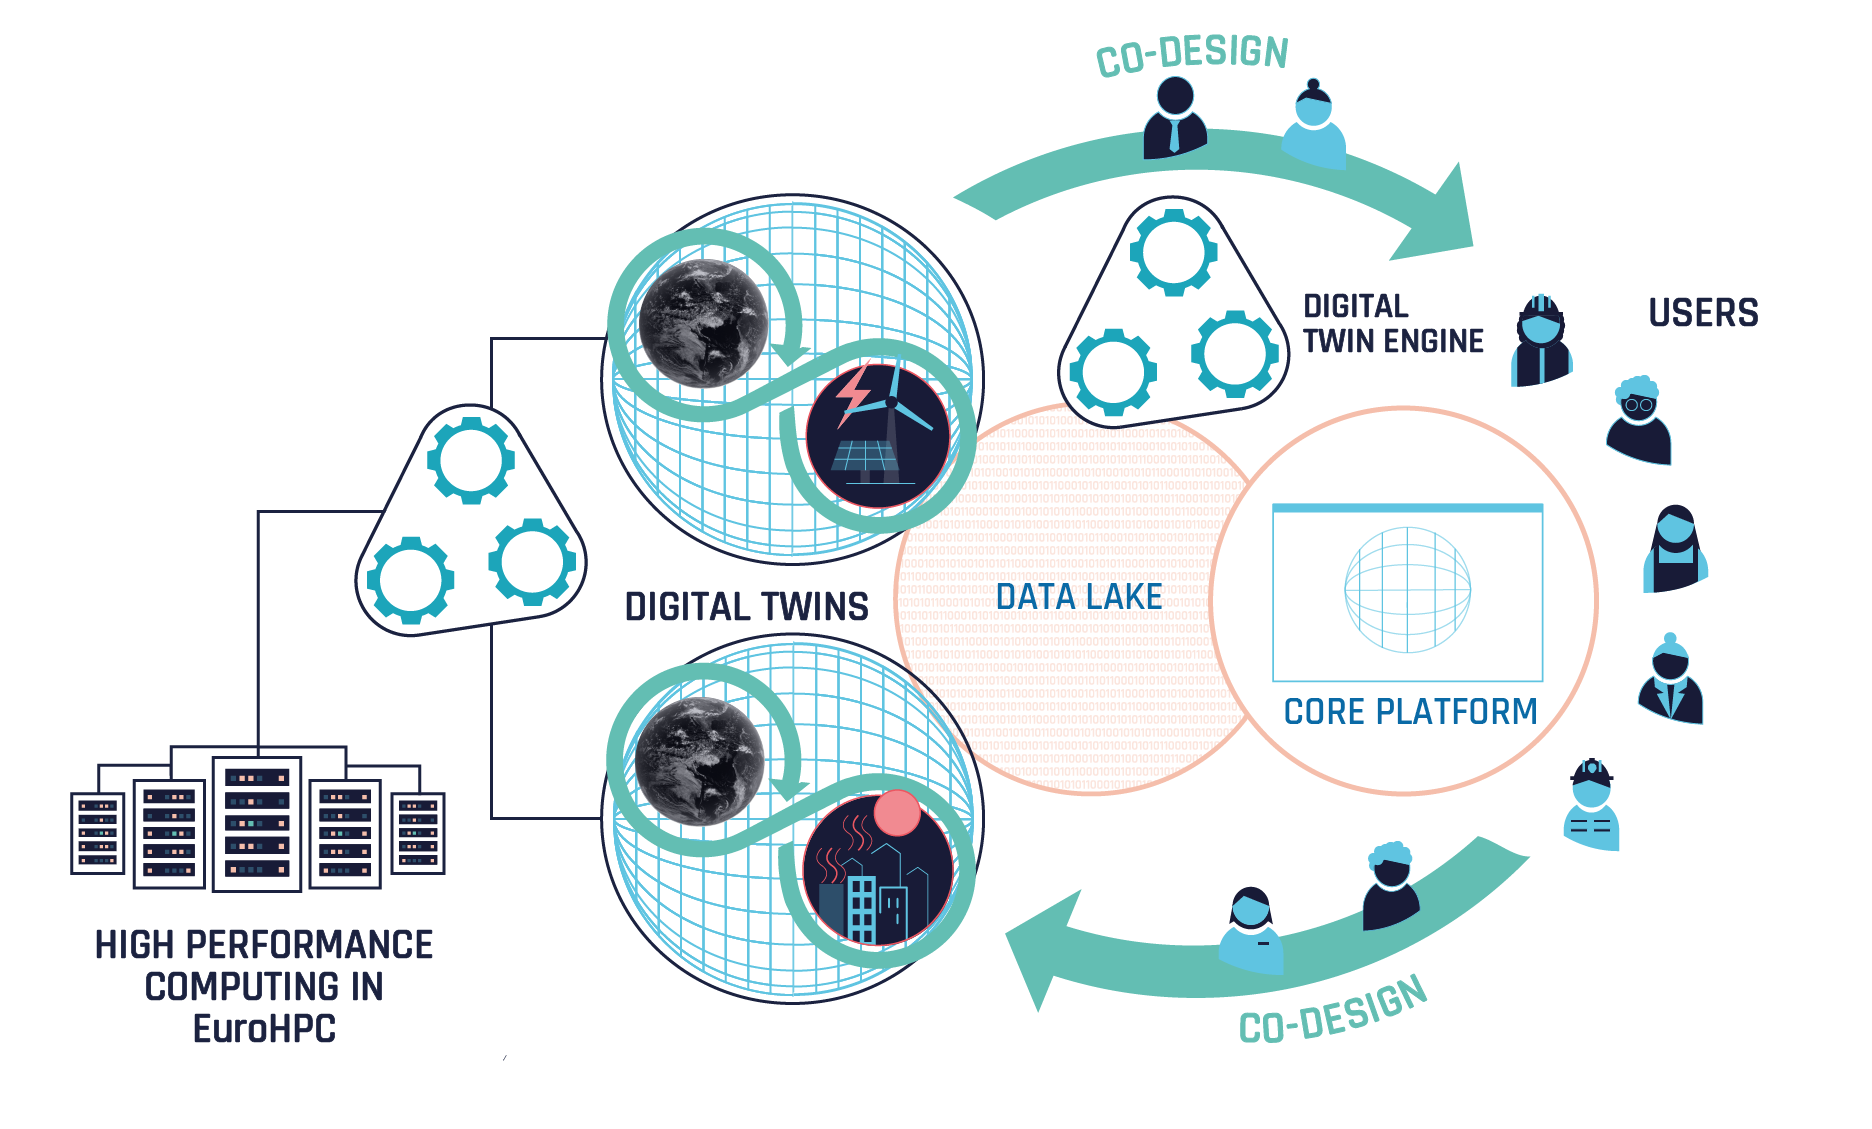 CO-DESIGN
DIGITAL
TWIN ENGINE
USERS
DIGITAL TWINS
DATA LAKE
CORE PLATFORM
HIGH PERFORMANCE
COMPUTING IN
EuroHPC
CO-DESIGN